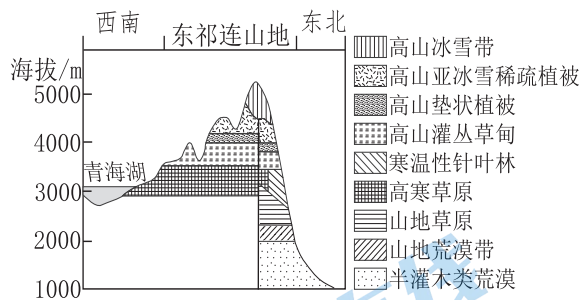 西南
东祁连山地
东北
海拔/m
5000
4000
3000
2000
1000
青海湖
高山冰雪带
高山亚冰雪稀疏植被
高山垫状植被
高山灌丛草甸
寒温性针叶林
高寒草原
山地草原
山地荒漠带
半灌木类荒漠